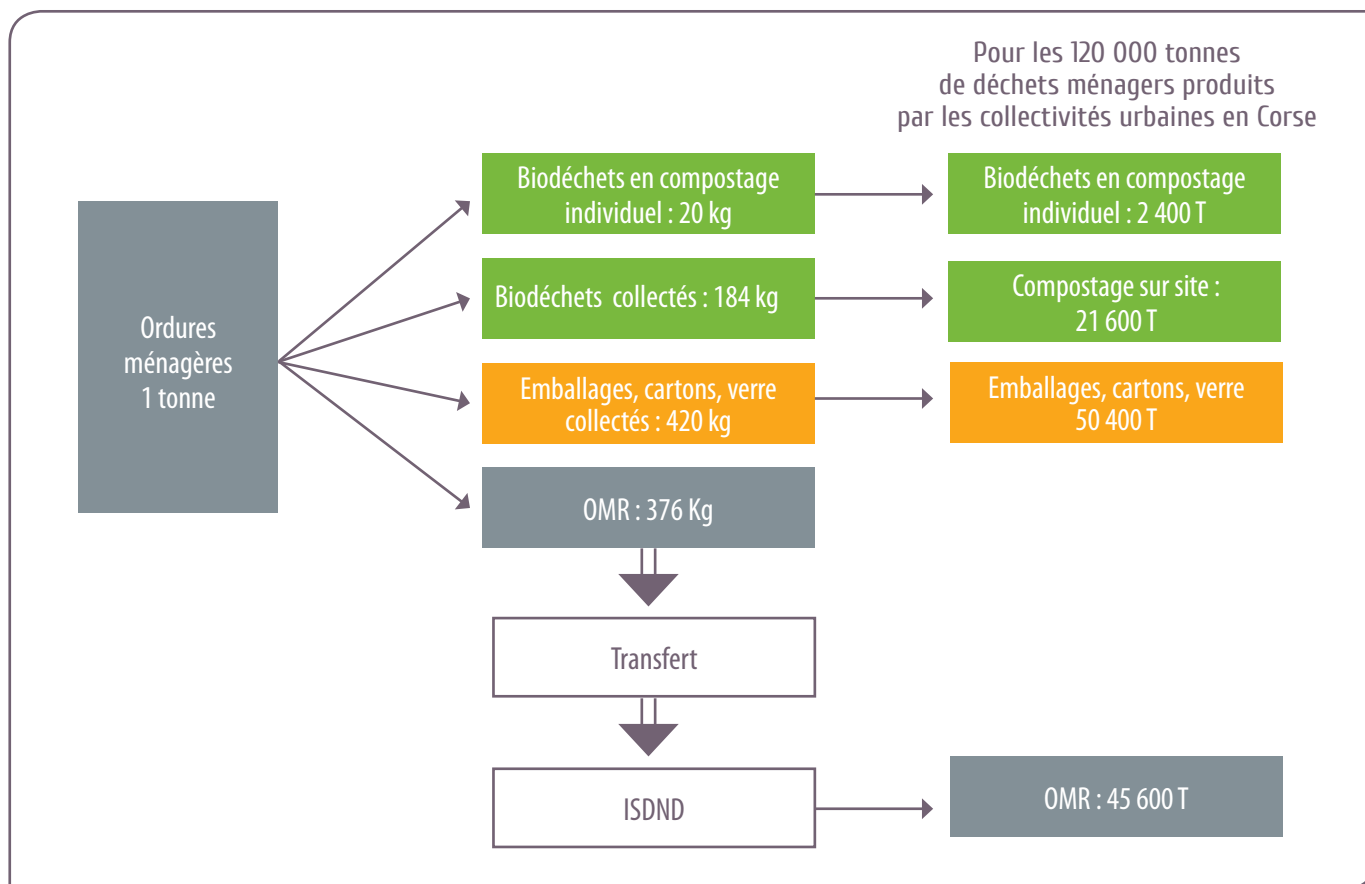 Pour les 120 000 tonnes
de déchets ménagers produits
par les collectivités urbaines en Corse
Ordures
ménagères
1 tonne
Biodéchets en compostage
individuel : 20 kg
Biodéchets en compostage
individuel : 2 400 T
Biodéchets collectés : 184 kg
Compostage sur site :
21 600 T
Emballages, cartons, verre
collectés : 420 kg
Emballages, cartons, verre
50 400 T
OMR : 376 Kg
Transfert
ISDND
OMR : 45 600 T